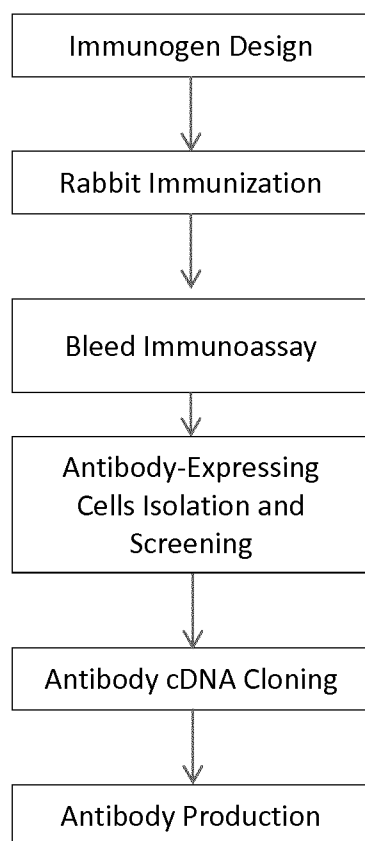 Immunogen Design
Rabbit Immunization
Bleed Immunoassay
Antibody-Expressing
Cells Isolation and
Screening
Antibody cDNA Cloning
Antibody Production